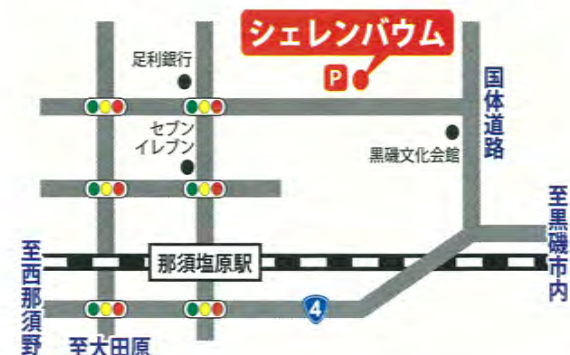 シェレンバウム
P
足利銀行
国体道路
セブン
イレブン
黒磯文化会館
至黒磯市内
至西那須野
那須塩原駅
4
至大田原